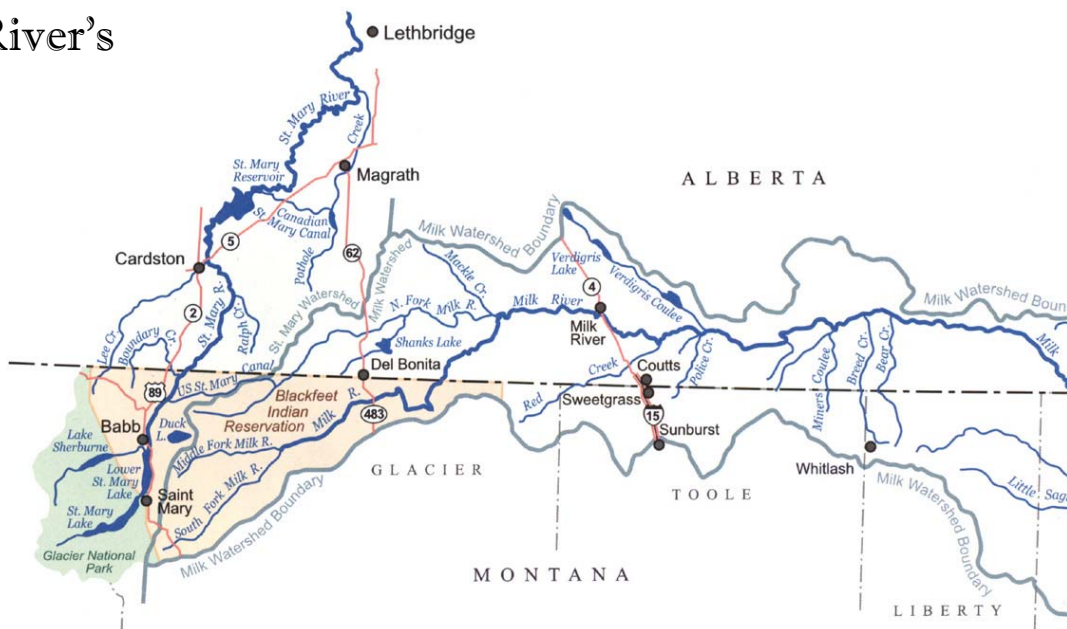 River's
Lethbridge
St. Mary River
Creek
St. Mary
Reservoir
Magrath
ALBERTA
Canadian
St. Mary Canal
Milk Watershed Boundary
5
62
Pothole
Cardston
Milk Watershed
Mackle Cr.
Verdigris
Lake
Verdigris Coulee
2
St. Mary R.
Ralph Cr.
St. Mary Watershed
4
Milk Watershed Boun
Lee Cr.
Boundary
Cr.
N. Fork Milk R.
Milk River
Milk
River
Milk
Shanks Lake
Police Cr.
Miners Coulee
Breed Cr.
Bear Cr.
Del Bonita
Coutts
Creek
Red
US St. Mary Canal
89
Blackfeet
Indian
Reservation
Milk R.
483
Sweetgrass
15
Sunburst
Babb
Duck
L.
Lake
Sherburne
Middle Fork Milk R.
GLACIER
Whitlash
Lower
St. Mary
Lake
South Fork Milk R.
TOOLE
Milk Watershed Boundary
Little Sag
Saint
Mary
St. Mary
Lake
Milk Watershed Boundary
Glacier National
Park
MONTANA
LIBERTY